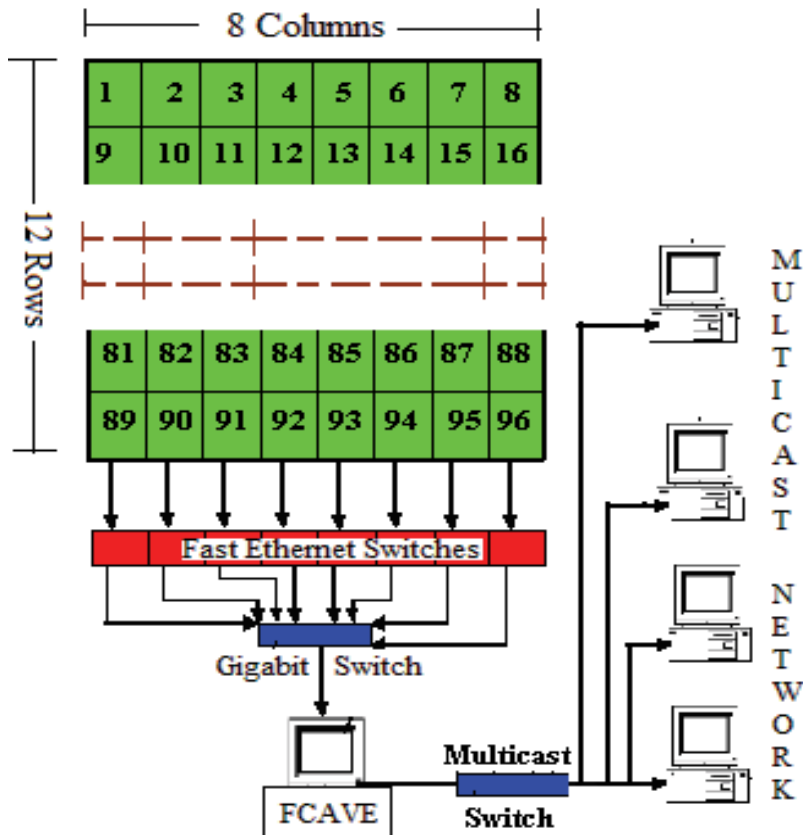 8 Columns
12 Rows
1 2 3 4 5 6 7 8
9 10 11 12 13 14 15 16
81 82 83 84 85 86 87 88
89 90 91 92 93 94 95 96
Fast Ethernet Switches
Gigabit Switch
FCAVE
Multicast
Switch
MULTICAST NETWORK